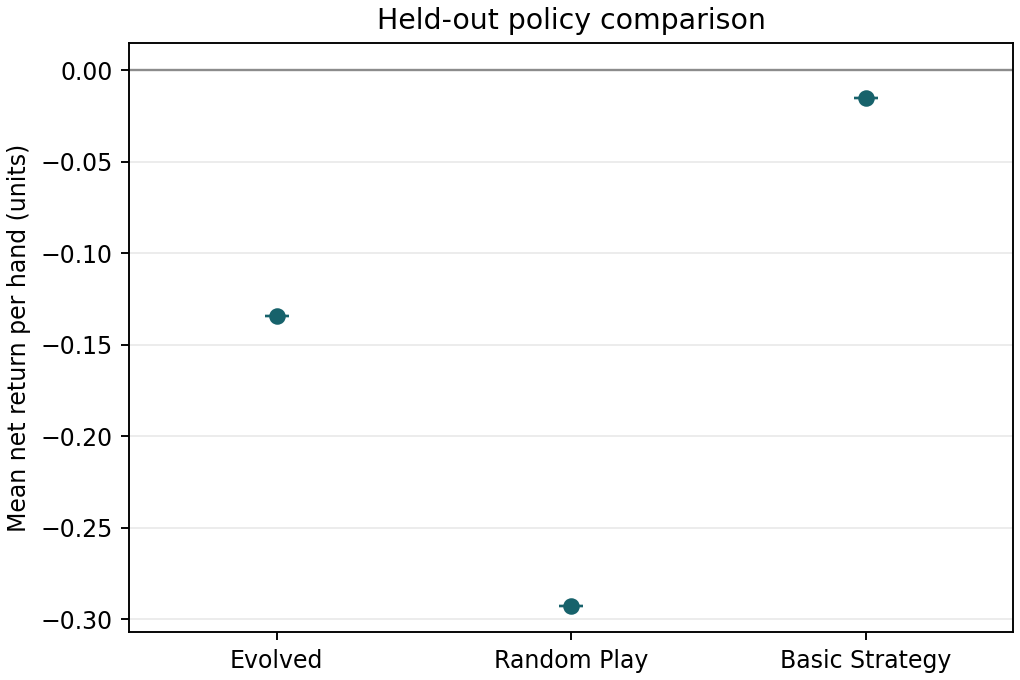 Held-out policy comparison
Mean net return per hand (units)
0.00
−0.05
−0.10
−0.15
−0.20
−0.25
−0.30
Evolved
Random Play
Basic Strategy